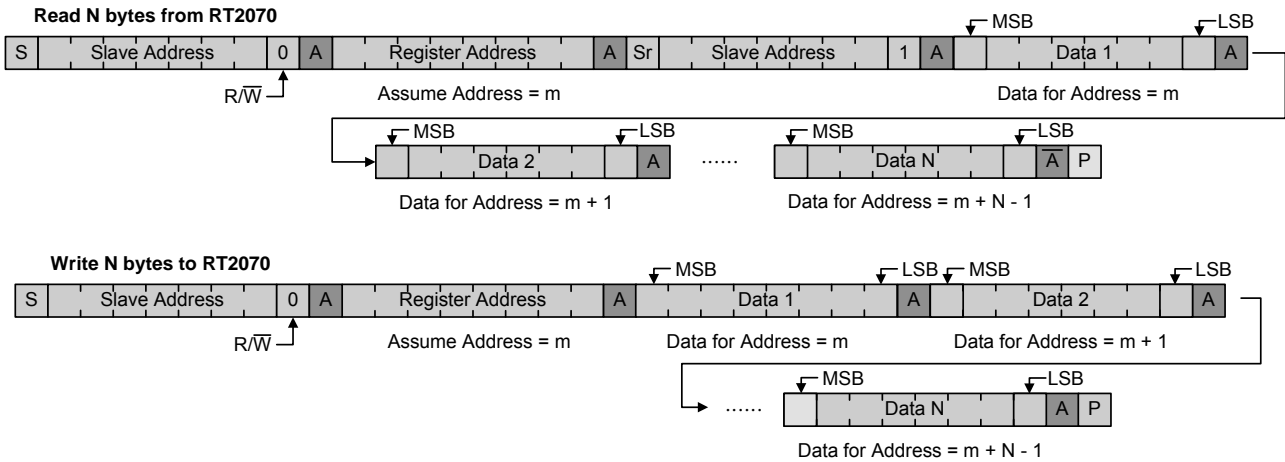 Read N bytes from RT2070
MSB LSB
S Slave Address 0 A Register Address A Sr Slave Address 1 A Data 1 A
R/W̅ Assume Address = m Data for Address = m
MSB LSB MSB LSB
Data 2 A ...... Data N A̅ P
Data for Address = m + 1 Data for Address = m + N - 1
Write N bytes to RT2070
MSB LSB MSB LSB
S Slave Address 0 A Register Address A Data 1 A Data 2 A
R/W̅ Assume Address = m Data for Address = m Data for Address = m + 1
MSB LSB
...... Data N A P
Data for Address = m + N - 1